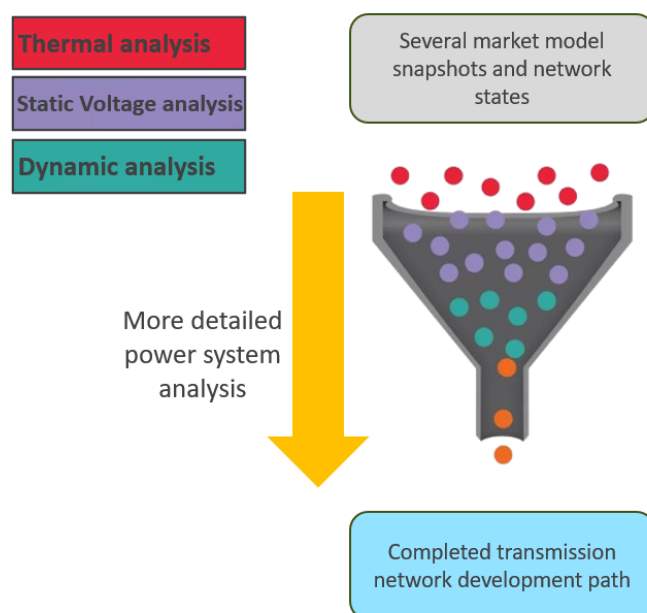 Thermal analysis
Static Voltage analysis
Dynamic analysis
Several market model
snapshots and network
states
More detailed
power system
analysis
Completed transmission
network development path